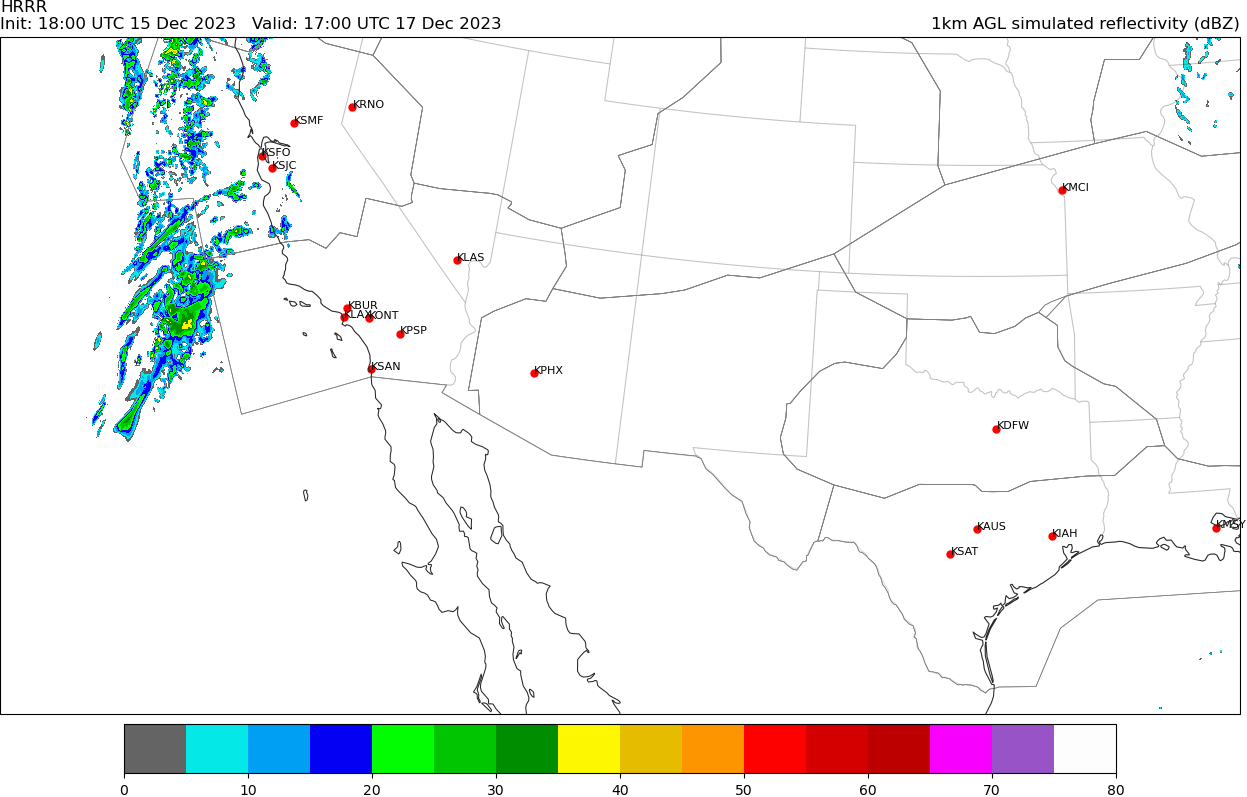 HRRR
Init: 18:00 UTC 15 Dec 2023   Valid: 17:00 UTC 17 Dec 2023
1km AGL simulated reflectivity (dBZ)
KRNO
KSMF
KSFO
KSJC
KMCI
KLAS
KBUR
KLAX
KONT
KPSP
KSAN
KPHX
KDFW
KAUS
KMSY
KIAH
KSAT
0 10 20 30 40 50 60 70 80